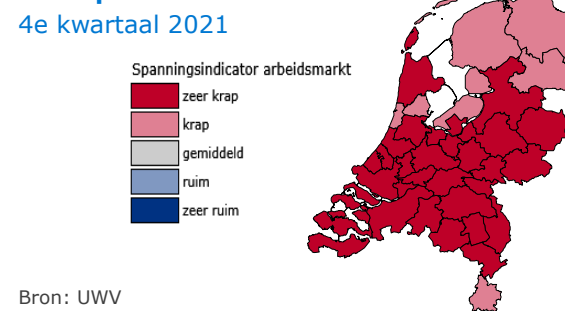 4e kwartaal 2021
Spanningsindicator arbeidsmarkt
zeer krap
krap
gemiddeld
ruim
zeer ruim
Bron: UWV